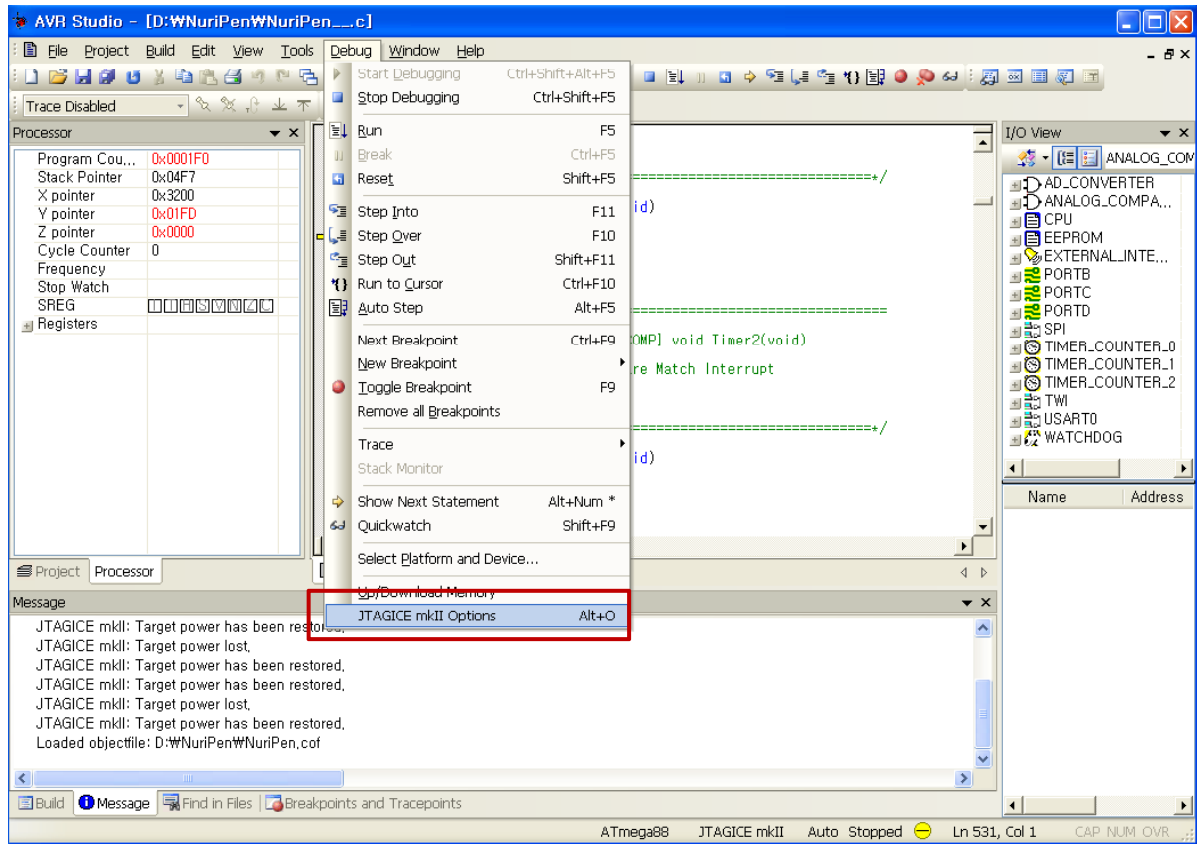 AVR Studio - [D:₩NuriPen₩NuriPen__.c]
File Project Build Edit View Tools Debug Window Help
Trace Disabled
Processor
Program Cou... 0x0001F0
Stack Pointer 0x04F7
X pointer 0x3200
Y pointer 0x01FD
Z pointer 0x0000
Cycle Counter 0
Frequency
Stop Watch
SREG I T H S V N Z C
Registers
Project Processor
Start Debugging Ctrl+Shift+Alt+F5
Stop Debugging Ctrl+Shift+F5
Run F5
Break Ctrl+F5
Reset Shift+F5
Step Into F11
Step Over F10
Step Out Shift+F11
Run to Cursor Ctrl+F10
Auto Step Alt+F5
Next Breakpoint Ctrl+F9
New Breakpoint
Toggle Breakpoint F9
Remove all Breakpoints
Trace
Stack Monitor
Show Next Statement Alt+Num *
Quickwatch Shift+F9
Select Platform and Device...
Up/Download Memory
JTAGICE mkII Options Alt+O
==============================*/
id)
================================
OMP] void Timer2(void)
re Match Interrupt
==============================*/
id)
I/O View
ANALOG_COM
AD_CONVERTER
ANALOG_COMPA...
CPU
EEPROM
EXTERNAL_INTE...
PORTB
PORTC
PORTD
SPI
TIMER_COUNTER_0
TIMER_COUNTER_1
TIMER_COUNTER_2
TWI
USART0
WATCHDOG
Name Address
Message
JTAGICE mkII: Target power has been restored.
JTAGICE mkII: Target power lost.
JTAGICE mkII: Target power has been restored.
JTAGICE mkII: Target power has been restored.
JTAGICE mkII: Target power lost.
JTAGICE mkII: Target power has been restored.
Loaded objectfile: D:₩NuriPen₩NuriPen.cof
Build Message Find in Files Breakpoints and Tracepoints
ATmega88 JTAGICE mkII Auto Stopped Ln 531, Col 1 CAP NUM OVR